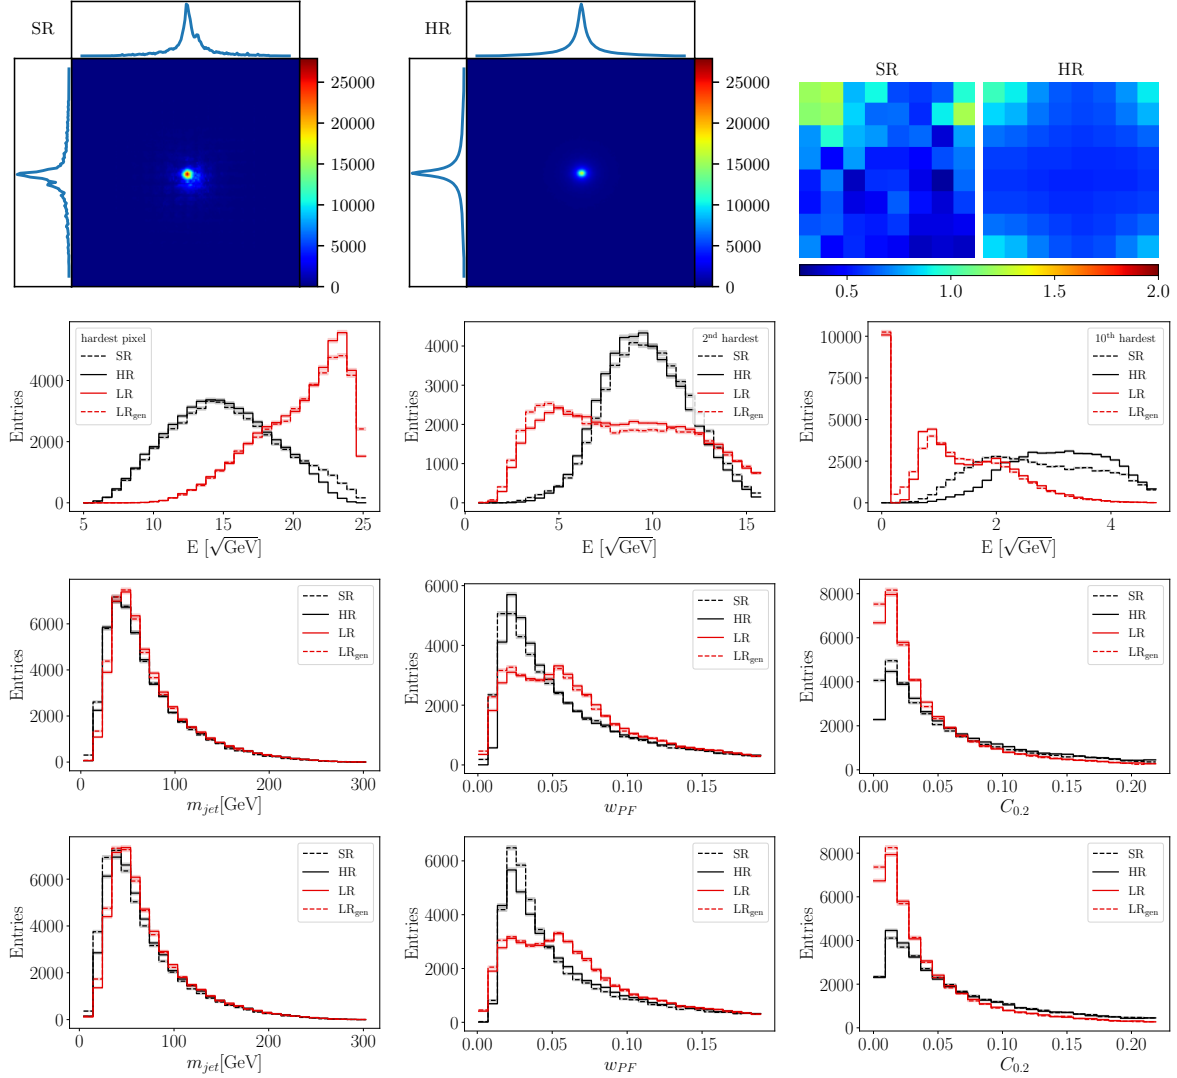 SR
HR
25000
20000
15000
10000
5000
0
25000
20000
15000
10000
5000
0
SR
HR
0.5
1.0
1.5
2.0
Entries
4000
2000
0
hardest pixel
SR
HR
LR
LRgen
5
10
15
20
25
E [√GeV]
Entries
4000
3000
2000
1000
0
2nd hardest
SR
HR
LR
LRgen
0
5
10
15
E [√GeV]
Entries
10000
7500
5000
2500
0
10th hardest
SR
HR
LR
LRgen
0
2
4
E [√GeV]
Entries
6000
4000
2000
0
SR
HR
LR
LRgen
0
100
200
300
mjet[GeV]
Entries
6000
4000
2000
0
SR
HR
LR
LRgen
0.00
0.05
0.10
0.15
wPF
Entries
8000
6000
4000
2000
0
SR
HR
LR
LRgen
0.00
0.05
0.10
0.15
0.20
C0.2
Entries
6000
4000
2000
0
SR
HR
LR
LRgen
0
100
200
300
mjet[GeV]
Entries
6000
4000
2000
0
SR
HR
LR
LRgen
0.00
0.05
0.10
0.15
wPF
Entries
8000
6000
4000
2000
0
SR
HR
LR
LRgen
0.00
0.05
0.10
0.15
0.20
C0.2